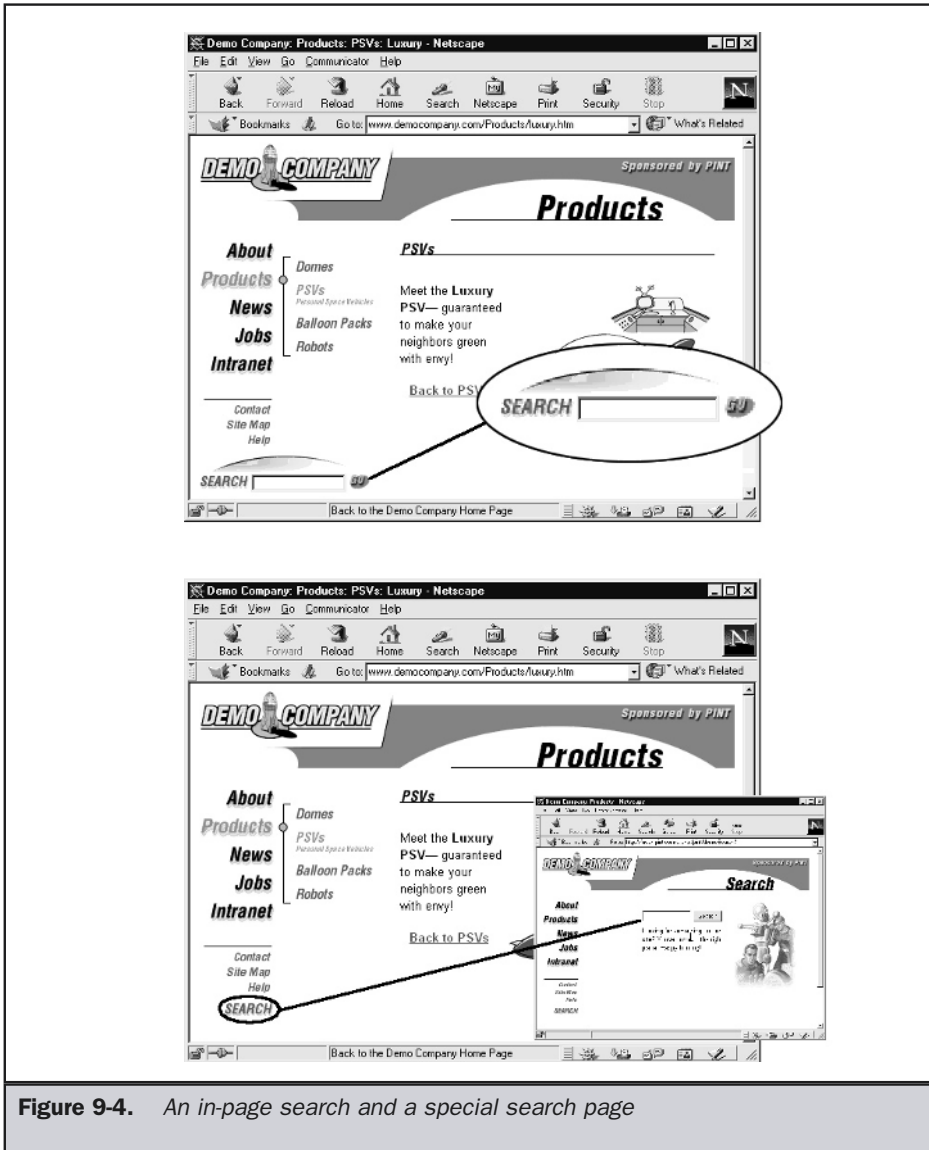 Demo Company: Products: PSVs: Luxury - Netscape
File Edit View Go Communicator Help
Back Forward Reload Home Search Netscape Print Security Stop
N
Bookmarks Go to: www.democompany.com/Products/luxury.htm What's Related
DEMO COMPANY
Sponsored by PINT
Products
About
Products
News
Jobs
Intranet
Domes
PSVs
Personal Space Vehicles
Balloon Packs
Robots
PSVs
Meet the Luxury
PSV— guaranteed
to make your
neighbors green
with envy!
Back to PSV
Contact
Site Map
Help
SEARCH GO
SEARCH GO
Back to the Demo Company Home Page
Demo Company: Products: PSVs: Luxury - Netscape
File Edit View Go Communicator Help
Back Forward Reload Home Search Netscape Print Security Stop
N
Bookmarks Go to: www.democompany.com/Products/luxury.htm What's Related
DEMO COMPANY
Sponsored by PINT
Products
About
Products
News
Jobs
Intranet
Domes
PSVs
Personal Space Vehicles
Balloon Packs
Robots
PSVs
Meet the Luxury
PSV— guaranteed
to make your
neighbors green
with envy!
Back to PSVs
Contact
Site Map
Help
SEARCH
Demo Company Products - Netscape
N
DEMO COMPANY
Search
About
Products
News
Jobs
Intranet
Contact
Site Map
Help
SEARCH
Back to the Demo Company Home Page
Figure 9-4. An in-page search and a special search page